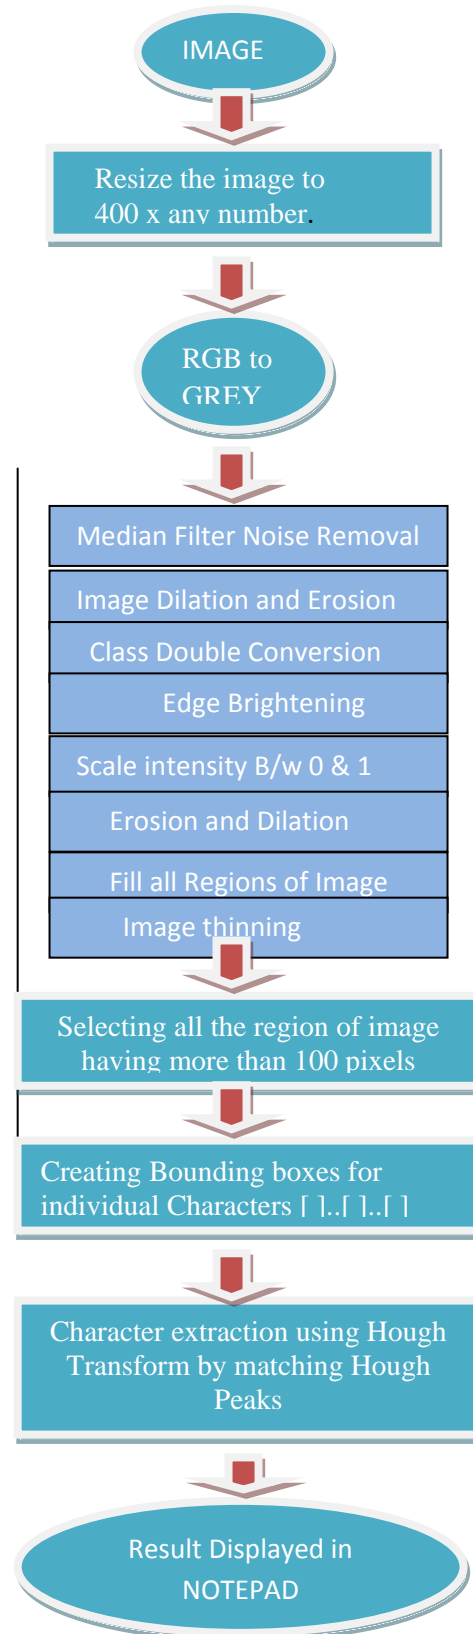 IMAGE
Resize the image to
400 x any number.
RGB to
GREY
Median Filter Noise Removal
Image Dilation and Erosion
Class Double Conversion
Edge Brightening
Scale intensity B/w 0 & 1
Erosion and Dilation
Fill all Regions of Image
Image thinning
Selecting all the region of image
having more than 100 pixels
Creating Bounding boxes for
individual Characters [ ]..[ ]..[ ]
Character extraction using Hough
Transform by matching Hough
Peaks
Result Displayed in
NOTEPAD